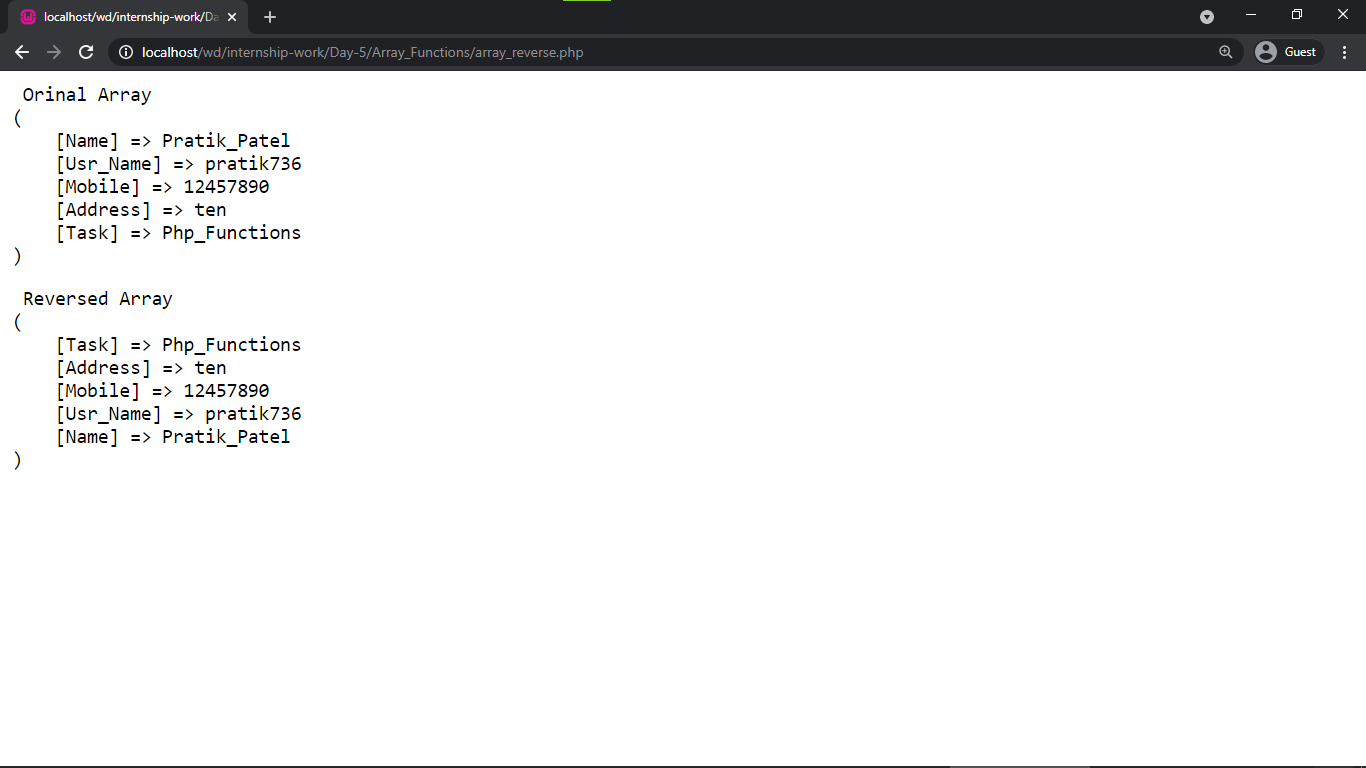 localhost/wd/internship-work/Da
localhost/wd/internship-work/Day-5/Array_Functions/array_reverse.php
Guest
Orinal Array
(
[Name] => Pratik_Patel
[Usr_Name] => pratik736
[Mobile] => 12457890
[Address] => ten
[Task] => Php_Functions
)
Reversed Array
(
[Task] => Php_Functions
[Address] => ten
[Mobile] => 12457890
[Usr_Name] => pratik736
[Name] => Pratik_Patel
)